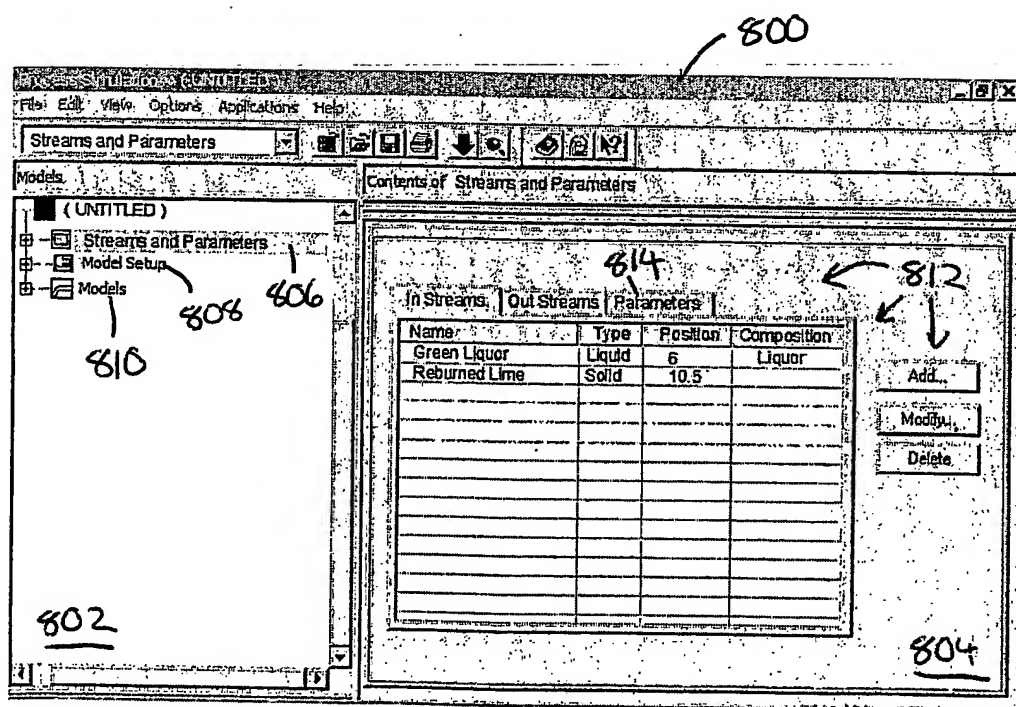 800
Process Simulation - (UNTITLED)
File Edit View Options Applications Help
Streams and Parameters
Models
Contents of Streams and Parameters
( UNTITLED )
Streams and Parameters
Model Setup
Models
806
808
810
814
812
In Streams Out Streams Parameters
Name Type Position Composition
Green Liquor Liquid 6 Liquor
Reburned Lime Solid 10.5
Add...
Modify...
Delete
802
804